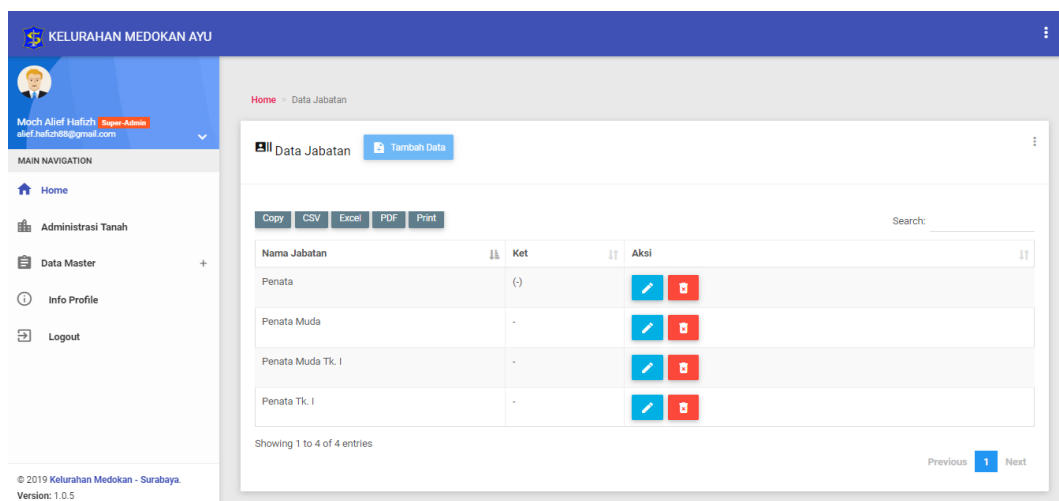 KELURAHAN MEDOKAN AYU
Moch Alief Hafizh Super-Admin
alief.hafizh88@gmail.com
MAIN NAVIGATION
Home
Administrasi Tanah
Data Master +
Info Profile
Logout
© 2019 Kelurahan Medokan - Surabaya.
Version: 1.0.5
Home Data Jabatan
Data Jabatan Tambah Data
Copy CSV Excel PDF Print Search:
Nama Jabatan Ket Aksi
Penata (-)
Penata Muda -
Penata Muda Tk. I -
Penata Tk. I -
Showing 1 to 4 of 4 entries
Previous 1 Next